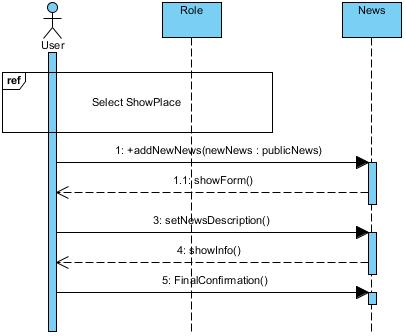 Role
News
User
ref
Select ShowPlace
1: +addNewNews(newNews : publicNews)
1.1: showForm()
3: setNewsDescription()
4: showInfo()
5: FinalConfirmation()